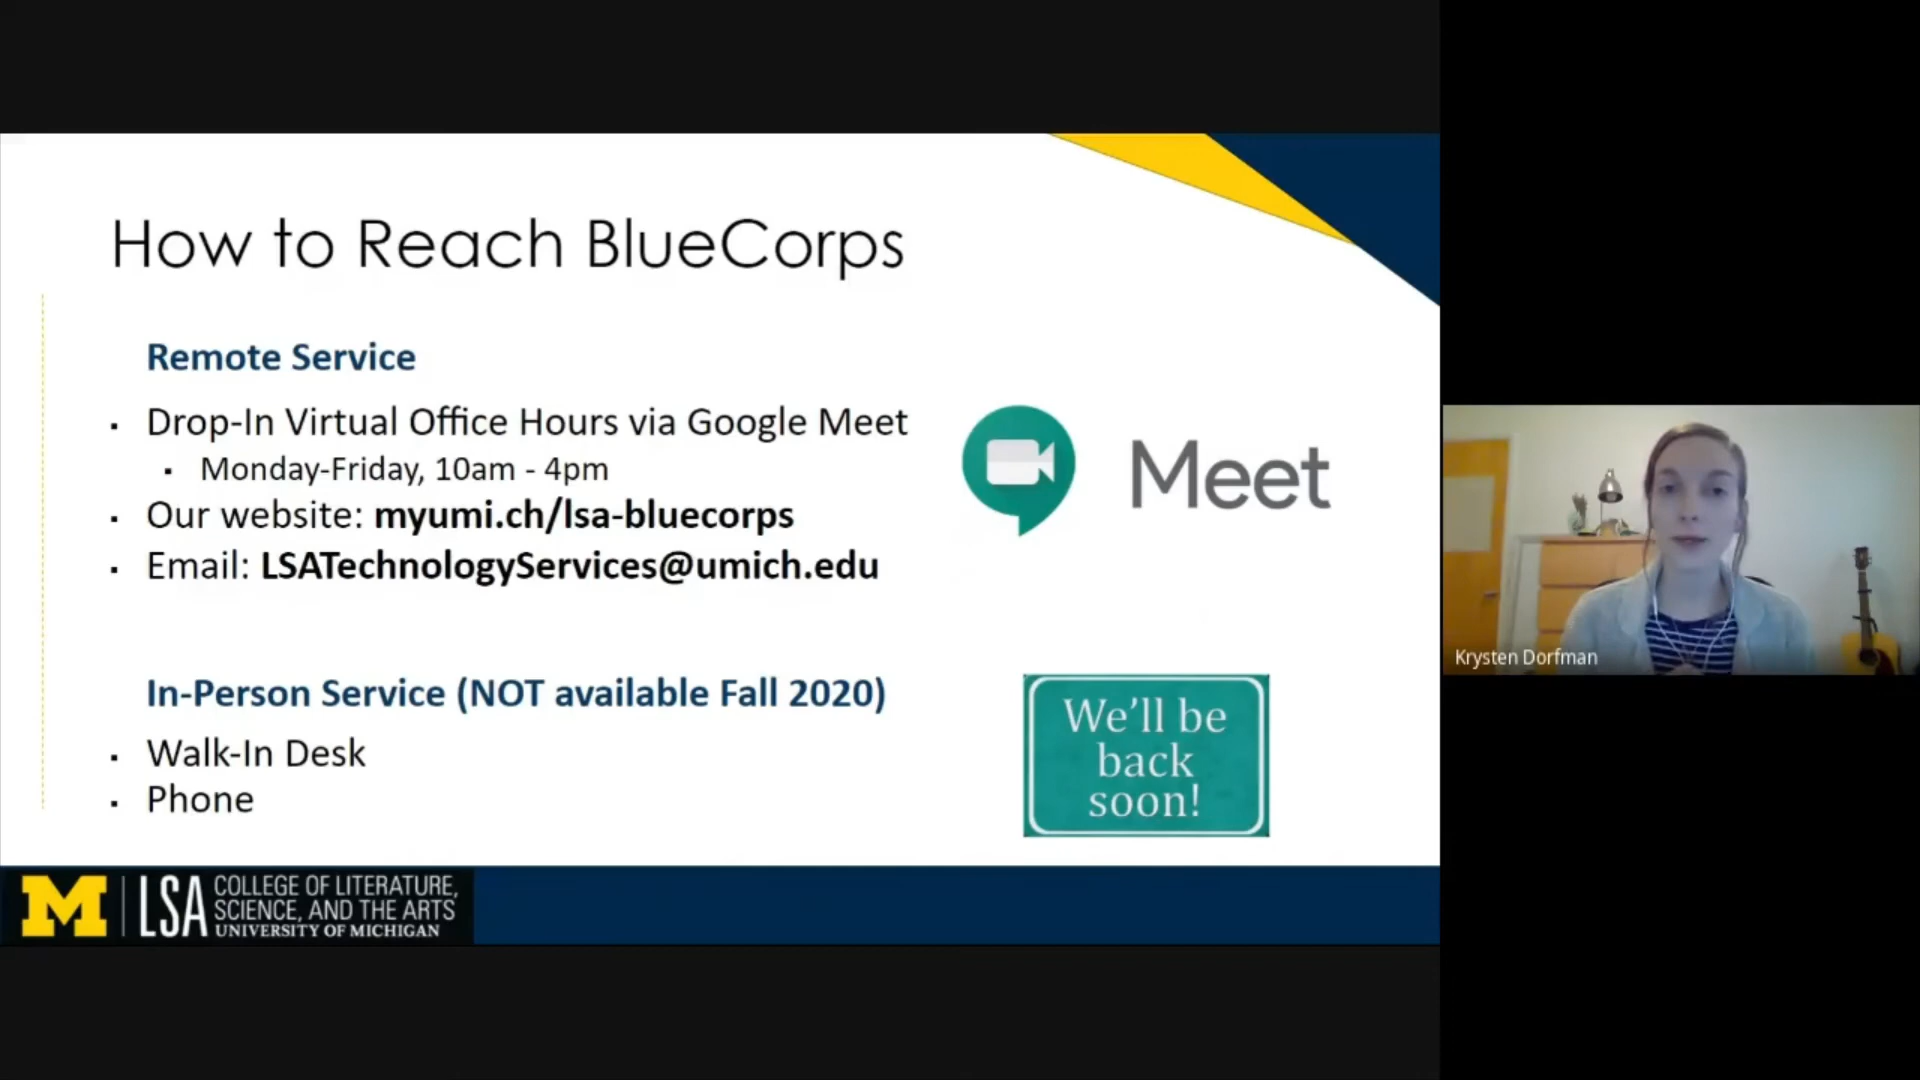 How to Reach BlueCorps
Remote Service
▪ Drop-In Virtual Office Hours via Google Meet
▪ Monday-Friday, 10am - 4pm
▪ Our website: myumi.ch/lsa-bluecorps
▪ Email: LSATechnologyServices@umich.edu
Meet
In-Person Service (NOT available Fall 2020)
▪ Walk-In Desk
▪ Phone
We'll be
back
soon!
M LSA COLLEGE OF LITERATURE,
SCIENCE, AND THE ARTS
UNIVERSITY OF MICHIGAN
Krysten Dorfman